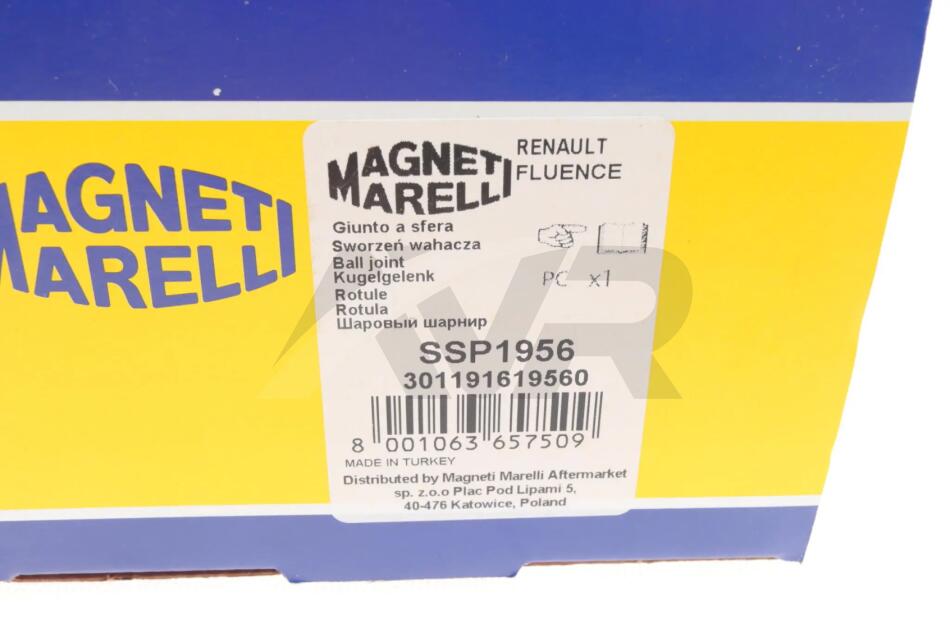 MAGNETI
MARELLI
MAGNETI
MARELLI
RENAULT
FLUENCE
Giunto a sfera
Sworzeń wahacza
Ball joint
Kugelgelenk
Rotule
Rotula
Шаровый шарнир
PC x1
SSP1956
301191619560
8 001063 657509
MADE IN TURKEY
Distributed by Magneti Marelli Aftermarket
sp. z.o.o Plac Pod Lipami 5,
40-476 Katowice, Poland
AVR